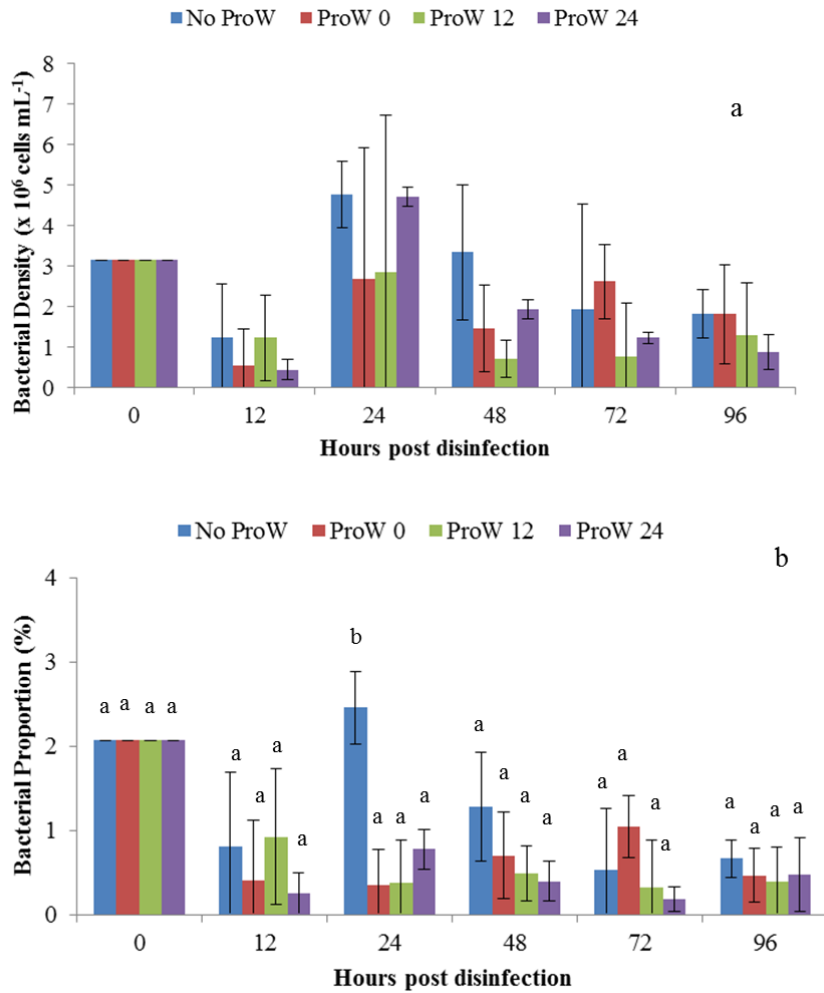 No ProW ProW 0 ProW 12 ProW 24
8
7
6
5
4
3
2
1
0
Bacterial Density (x 10⁶ cells mL⁻¹)
a
0 12 24 48 72 96
Hours post disinfection
No ProW ProW 0 ProW 12 ProW 24
b
4
3
2
1
0
Bacterial Proportion (%)
a a a a
a a a a
b a a a
a a a a
a a a a
a a a a
0 12 24 48 72 96
Hours post disinfection